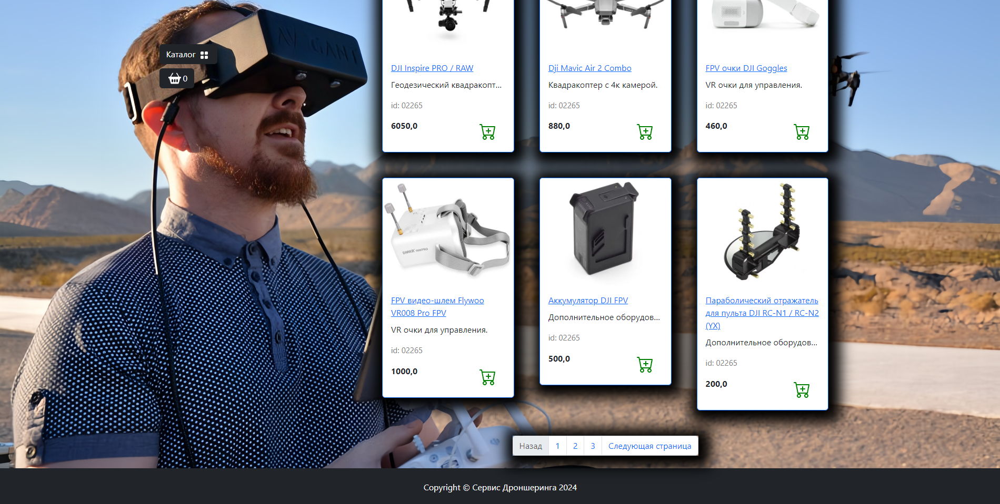 Каталог
0
DJI Inspire PRO / RAW
Геодезический квадракопт...
id: 02265
6050,0
Dji Mavic Air 2 Combo
Квадракоптер с 4к камерой.
id: 02265
880,0
FPV очки DJI Goggles
VR очки для управления.
id: 02265
460,0
FPV видео-шлем Flywoo
VR008 Pro FPV
VR очки для управления.
id: 02265
1000,0
Аккумулятор DJI FPV
Дополнительное оборудов...
id: 02265
500,0
Параболический отражатель
для пульта DJI RC-N1 / RC-N2
(YX)
Дополнительное оборудов...
id: 02265
200,0
Назад 1 2 3 Следующая страница
Copyright © Сервис Дроншеринга 2024